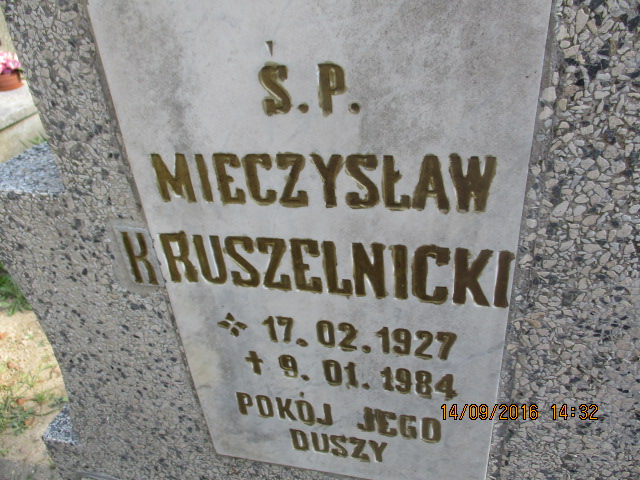 Ś.P.
MIECZYSŁAW
KRUSZELNICKI
17.02.1927
✝ 9.01.1984
POKÓJ JEGO
DUSZY
14/09/2016 14:32